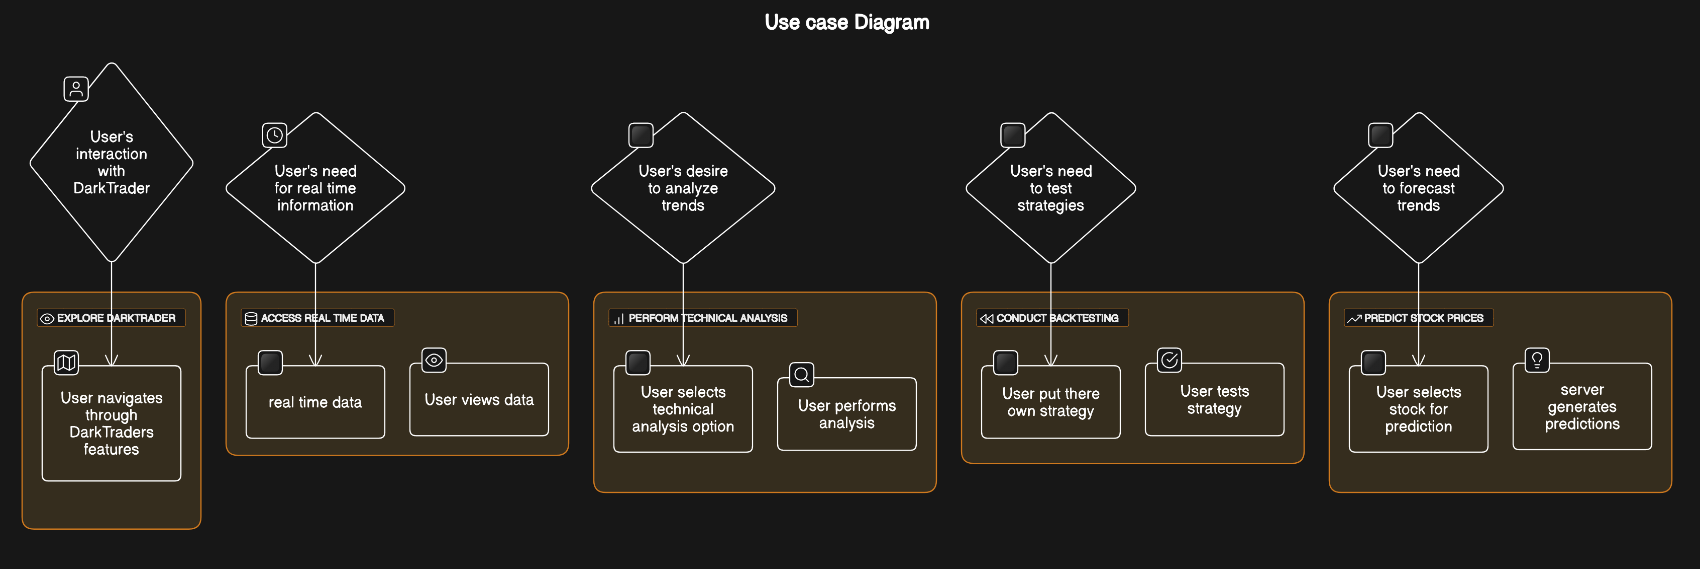 Use case Diagram
User's
interaction
with
DarkTrader
User's need
for real time
information
User's desire
to analyze
trends
User's need
to test
strategies
User's need
to forecast
trends
EXPLORE DARKTRADER
User navigates
through
DarkTraders
features
ACCESS REAL TIME DATA
real time data
User views data
PERFORM TECHNICAL ANALYSIS
User selects
technical
analysis option
User performs
analysis
CONDUCT BACKTESTING
User put there
own strategy
User tests
strategy
PREDICT STOCK PRICES
User selects
stock for
prediction
server
generates
predictions